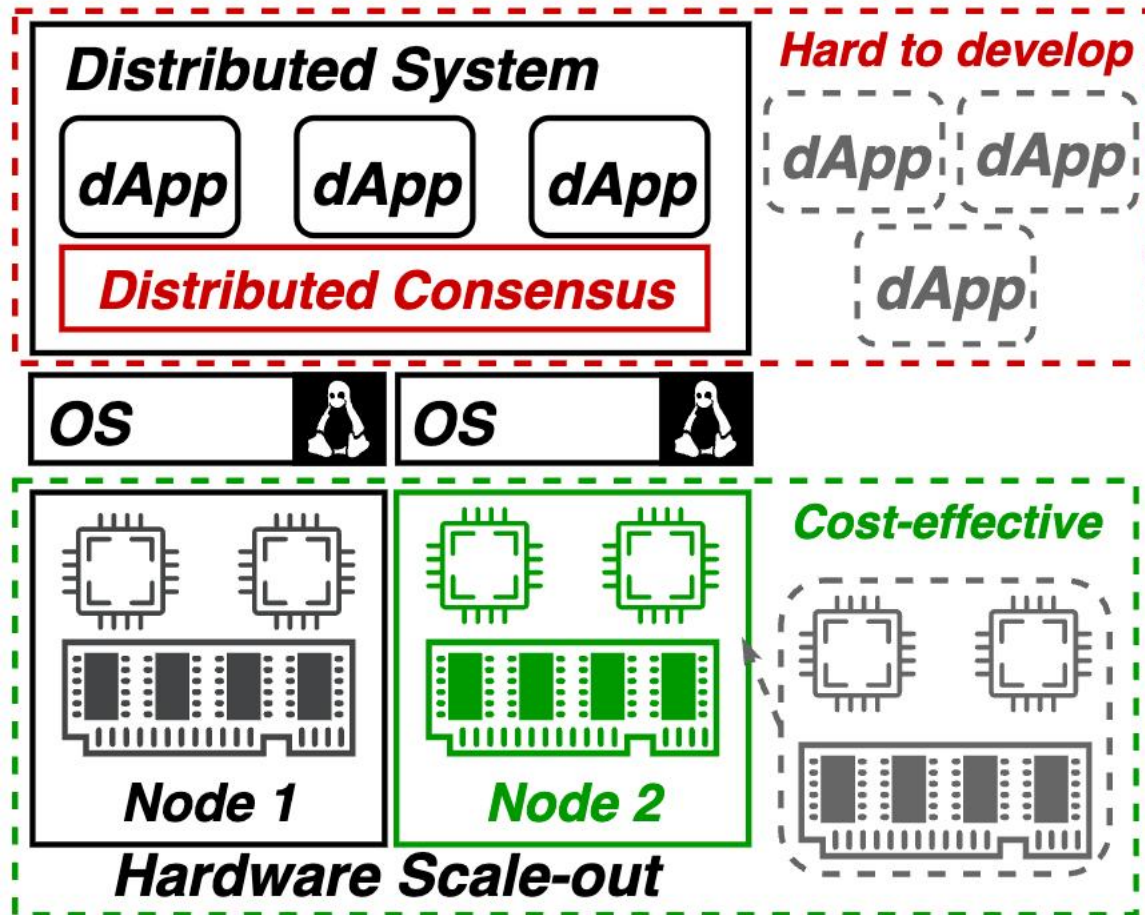 Distributed System
Hard to develop
dApp dApp dApp
dApp dApp
dApp
Distributed Consensus
OS OS
Cost-effective
Node 1 Node 2
Hardware Scale-out